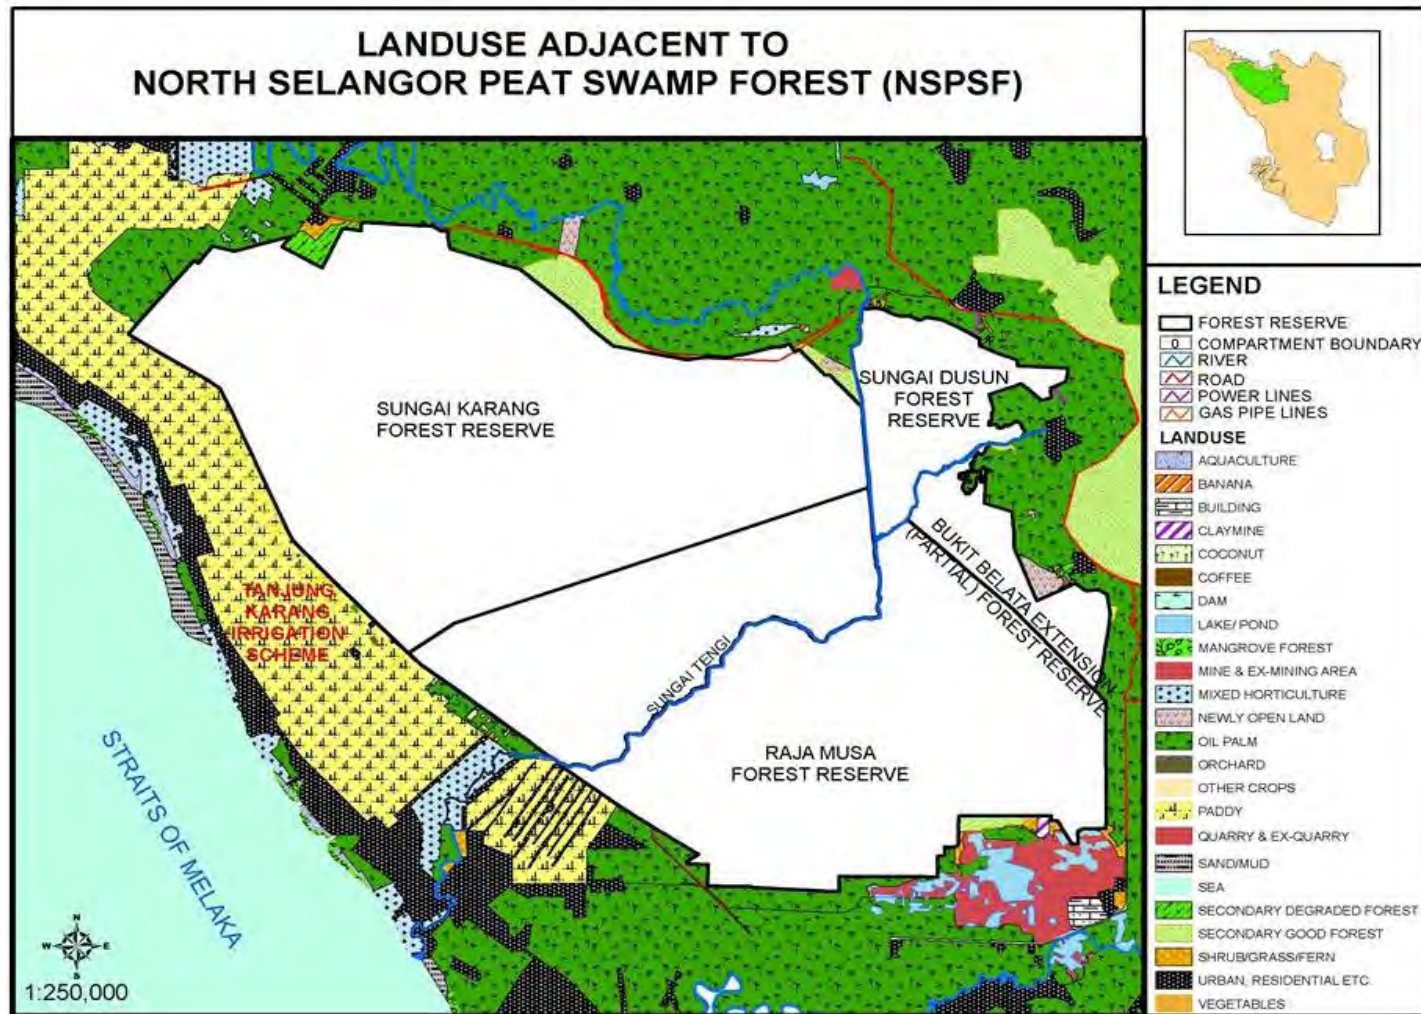 LANDUSE ADJACENT TO
NORTH SELANGOR PEAT SWAMP FOREST (NSPSF)
SUNGAI KARANG
FOREST RESERVE
SUNGAI DUSUN
FOREST
RESERVE
BUKIT BELATA EXTENSION
(PARTIAL) FOREST RESERVE
TANJUNG
KARANG
IRRIGATION
SCHEME
SUNGAI TENGI
RAJA MUSA
FOREST RESERVE
STRAITS OF MELAKA
N
W E
S
1:250,000
LEGEND
FOREST RESERVE
0 COMPARTMENT BOUNDARY
RIVER
ROAD
POWER LINES
GAS PIPE LINES
LANDUSE
AQUACULTURE
BANANA
BUILDING
CLAYMINE
COCONUT
COFFEE
DAM
LAKE/ POND
MANGROVE FOREST
MINE & EX-MINING AREA
MIXED HORTICULTURE
NEWLY OPEN LAND
OIL PALM
ORCHARD
OTHER CROPS
PADDY
QUARRY & EX-QUARRY
SAND/MUD
SEA
SECONDARY DEGRADED FOREST
SECONDARY GOOD FOREST
SHRUB/GRASS/FERN
URBAN, RESIDENTIAL ETC
VEGETABLES